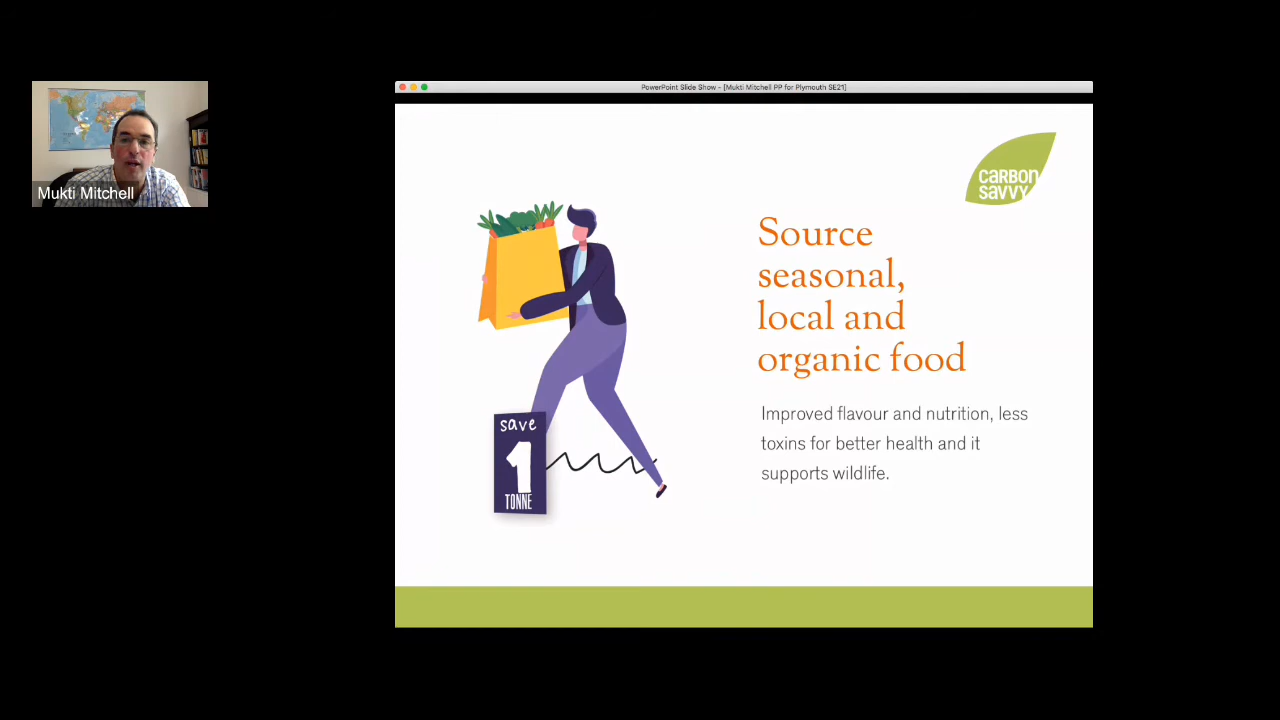 PowerPoint Slide Show - [Mukti Mitchell PP for Plymouth SE21]
Mukti Mitchell
CARBON
SAVVY
Source
seasonal,
local and
organic food
Improved flavour and nutrition, less
toxins for better health and it
supports wildlife.
save
1
TONNE